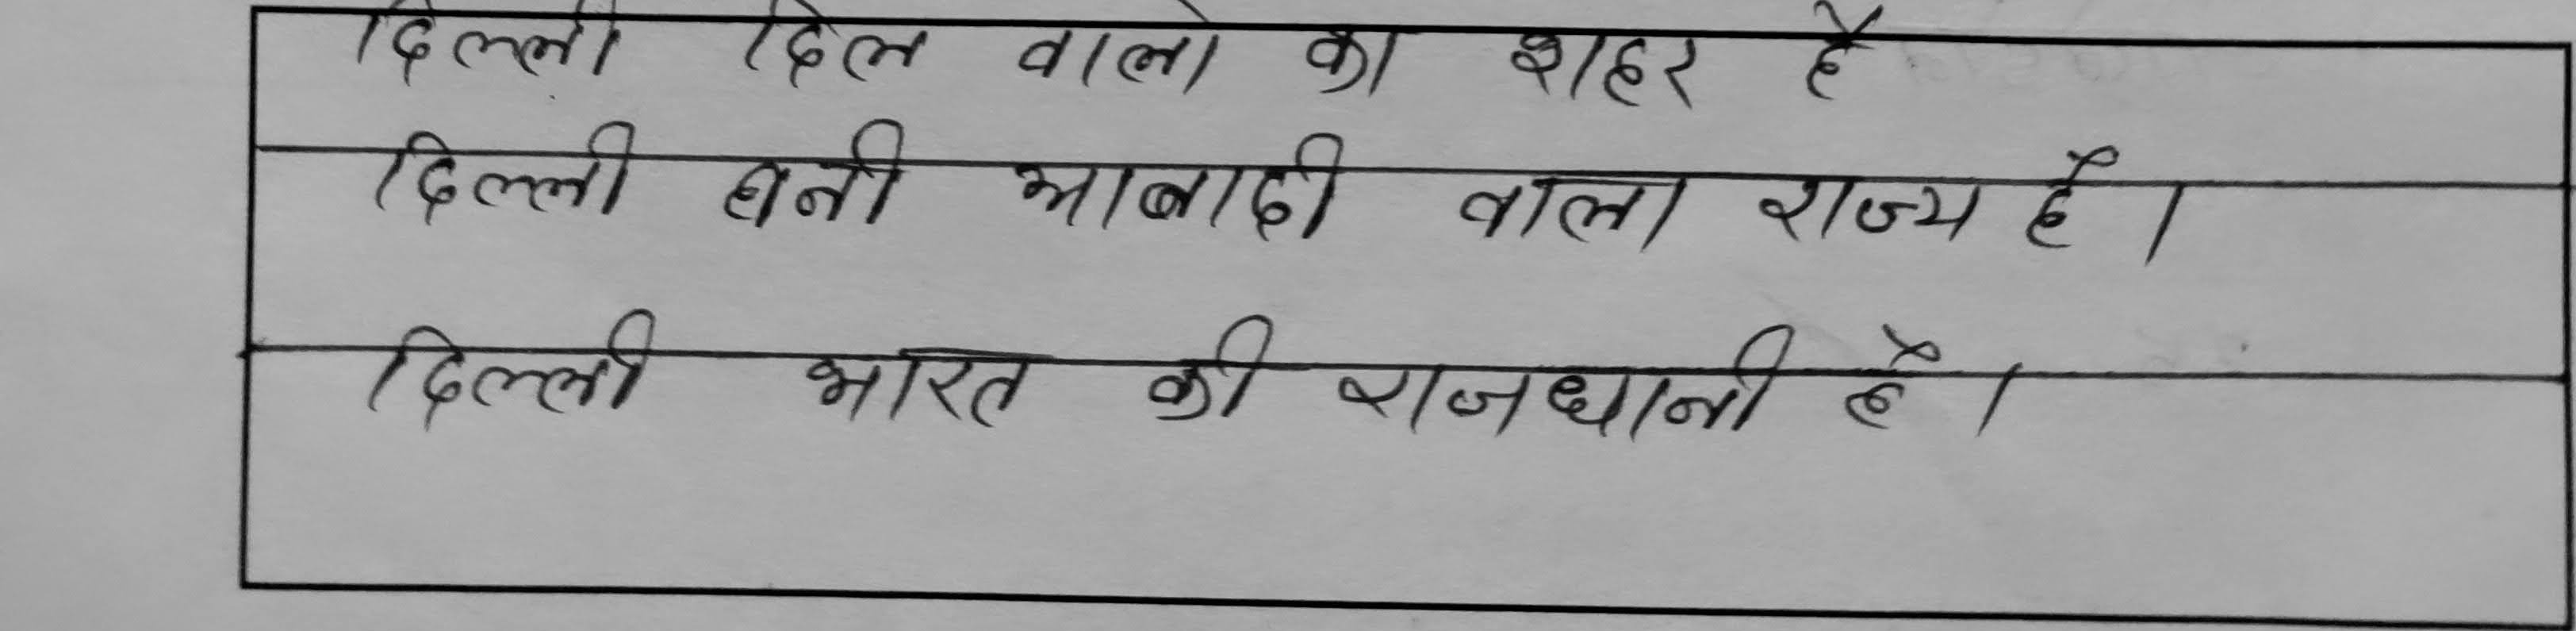 दिल्ली दिल वालो का शहर है
दिल्ली घनी आबादी वाला राज्य है।
दिल्ली भारत की राजधानी है।